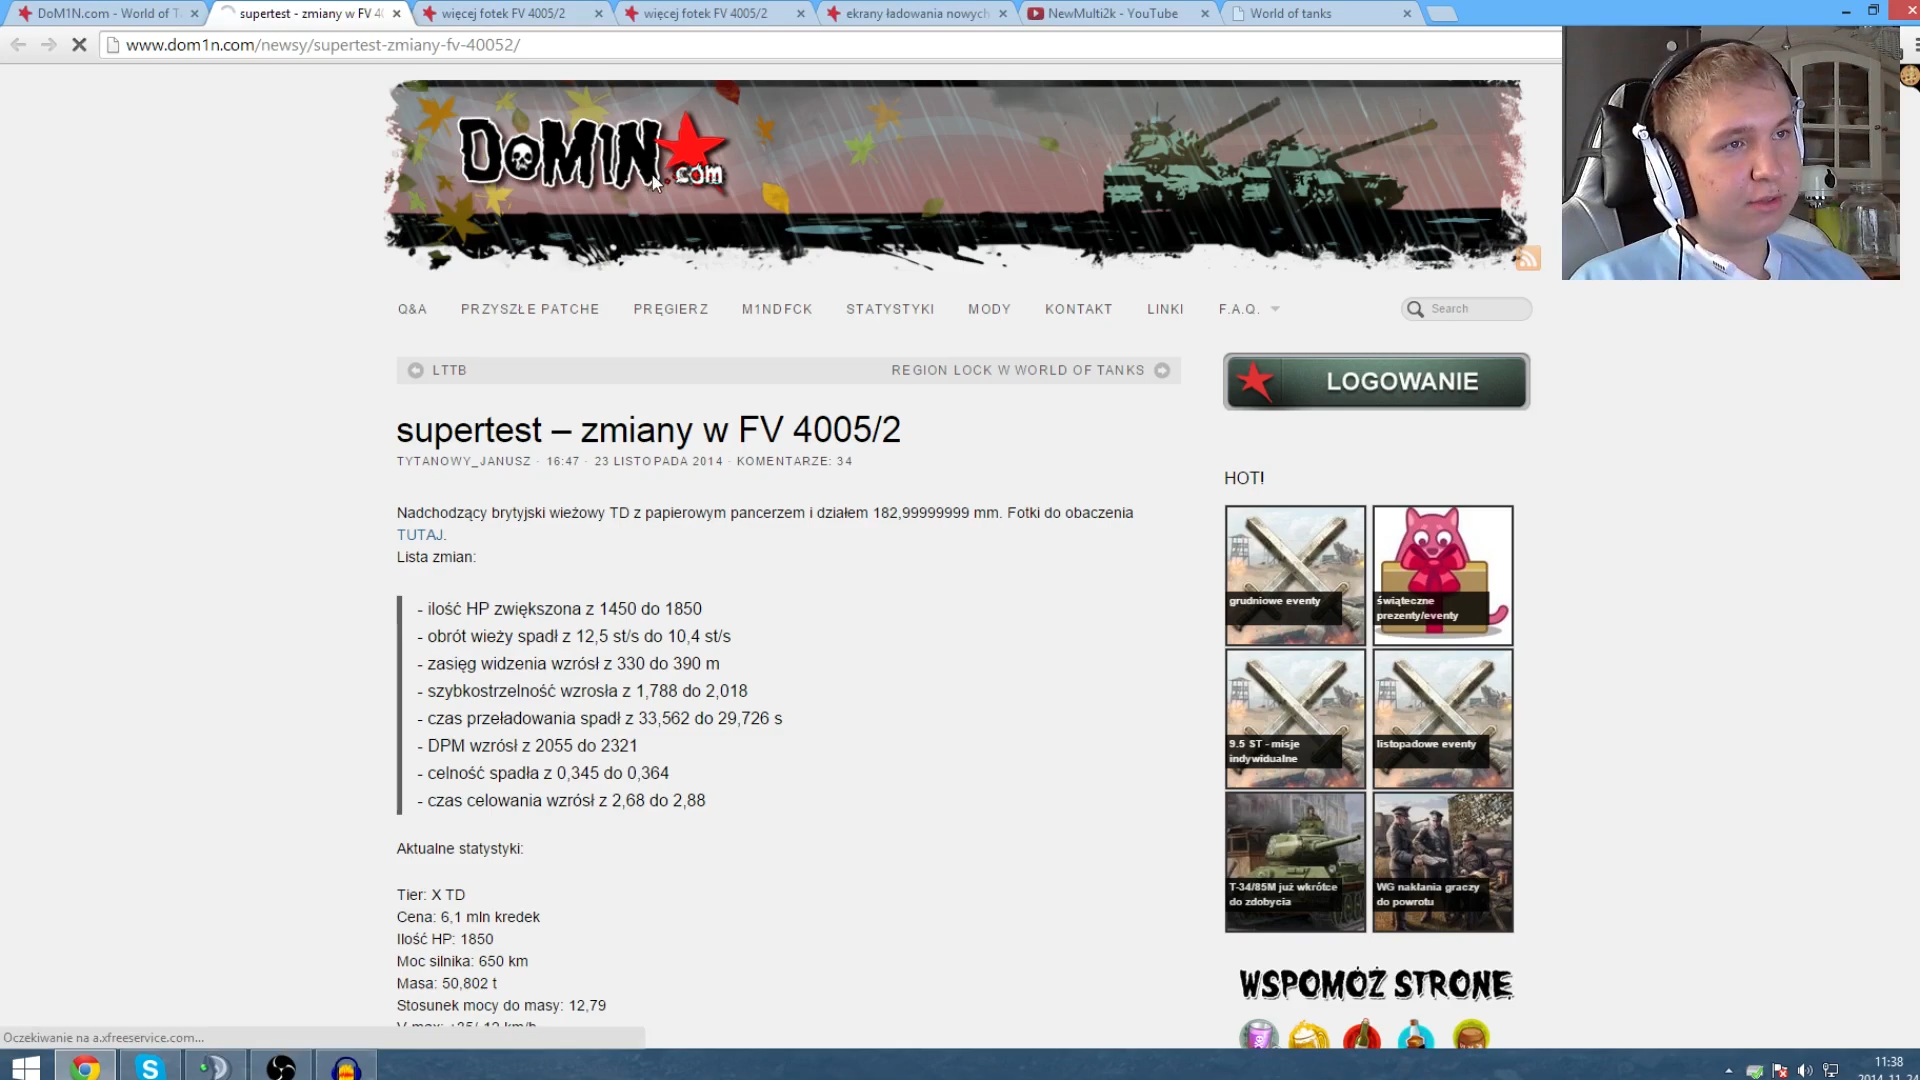 DoM1N.com - World of T
supertest - zmiany w FV 4
więcej fotek FV 4005/2
więcej fotek FV 4005/2
ekrany ładowania nowych
NewMulti2k - YouTube
World of tanks
www.dom1n.com/newsy/supertest-zmiany-fv-40052/
DoM1N.com
Q&A
PRZYSZŁE PATCHE
PRĘGIERZ
M1NDFCK
STATYSTYKI
MODY
KONTAKT
LINKI
F.A.Q.
Search
LTTB
REGION LOCK W WORLD OF TANKS
LOGOWANIE
supertest – zmiany w FV 4005/2
TYTANOWY_JANUSZ · 16:47 · 23 LISTOPADA 2014 · KOMENTARZE: 34
Nadchodzący brytyjski wieżowy TD z papierowym pancerzem i działem 182,99999999 mm. Fotki do obaczenia
TUTAJ.
Lista zmian:
- ilość HP zwiększona z 1450 do 1850
- obrót wieży spadł z 12,5 st/s do 10,4 st/s
- zasięg widzenia wzrósł z 330 do 390 m
- szybkostrzelność wzrosła z 1,788 do 2,018
- czas przeładowania spadł z 33,562 do 29,726 s
- DPM wzrósł z 2055 do 2321
- celność spadła z 0,345 do 0,364
- czas celowania wzrósł z 2,68 do 2,88
Aktualne statystyki:
Tier: X TD
Cena: 6,1 mln kredek
Ilość HP: 1850
Moc silnika: 650 km
Masa: 50,802 t
Stosunek mocy do masy: 12,79
HOT!
grudniowe eventy
świąteczne
prezenty/eventy
9.5 ST - misje
indywidualne
listopadowe eventy
T-34/85M już wkrótce
do zdobycia
WG nakłania graczy
do powrotu
WSPOMÓŻ STRONĘ
Oczekiwanie na a.xfreeservice.com...
11:38
2014-11-24